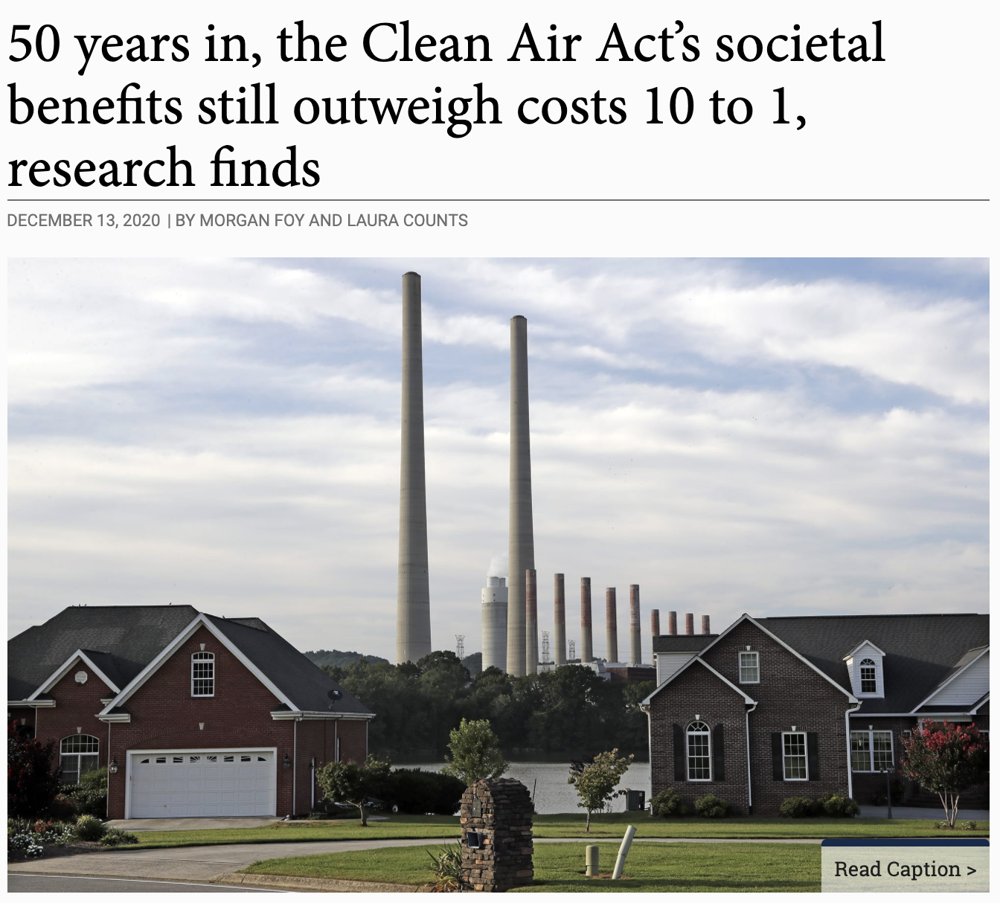 50 years in, the Clean Air Act’s societal
benefits still outweigh costs 10 to 1,
research finds
DECEMBER 13, 2020 | BY MORGAN FOY AND LAURA COUNTS
Read Caption >